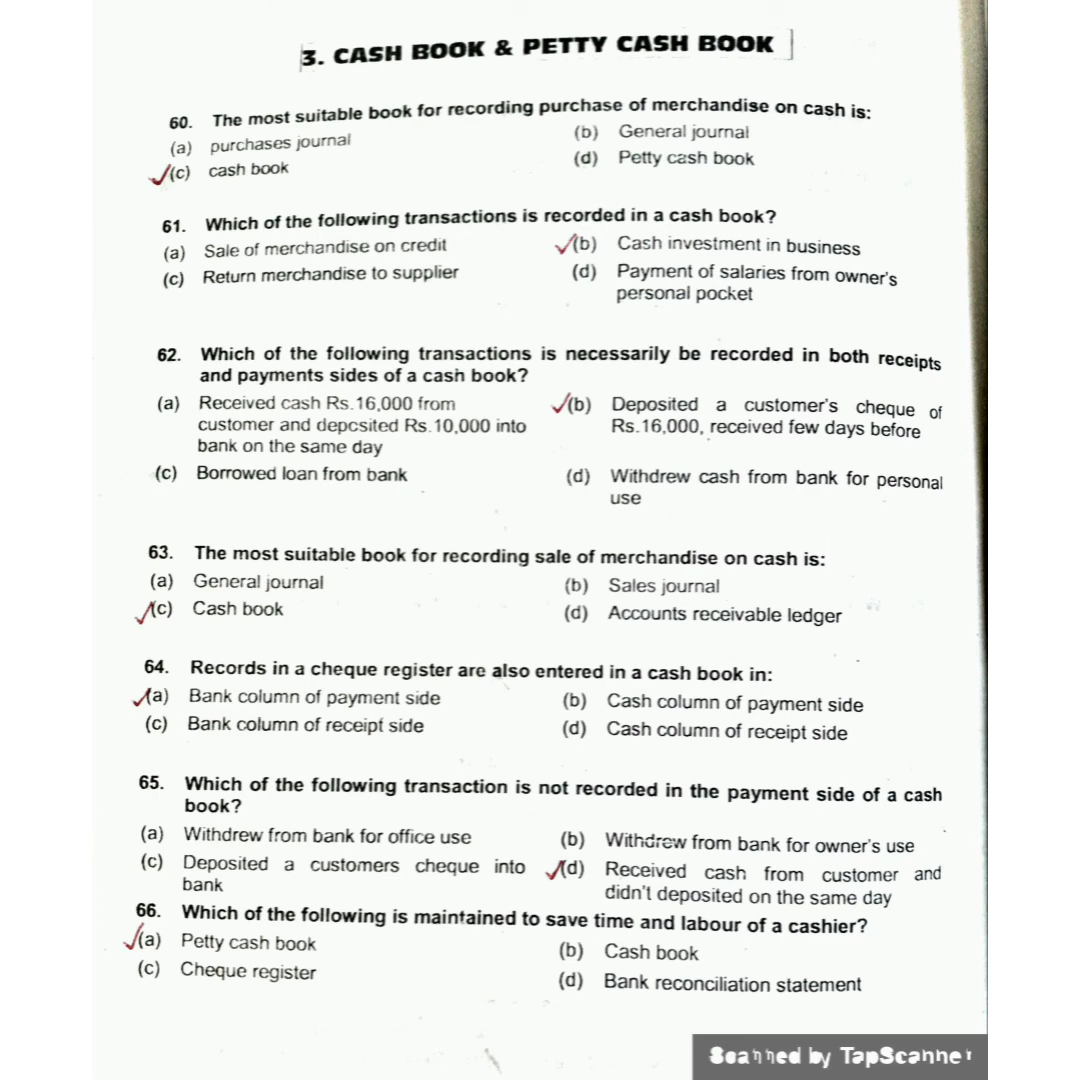 3. CASH BOOK & PETTY CASH BOOK
60. The most suitable book for recording purchase of merchandise on cash is:
(a) purchases journal (b) General journal
(c) cash book (d) Petty cash book
61. Which of the following transactions is recorded in a cash book?
(a) Sale of merchandise on credit (b) Cash investment in business
(c) Return merchandise to supplier (d) Payment of salaries from owner's
personal pocket
62. Which of the following transactions is necessarily be recorded in both receipts
and payments sides of a cash book?
(a) Received cash Rs.16,000 from (b) Deposited a customer's cheque of
customer and deposited Rs.10,000 into Rs.16,000, received few days before
bank on the same day
(c) Borrowed loan from bank (d) Withdrew cash from bank for personal
use
63. The most suitable book for recording sale of merchandise on cash is:
(a) General journal (b) Sales journal
(c) Cash book (d) Accounts receivable ledger
64. Records in a cheque register are also entered in a cash book in:
(a) Bank column of payment side (b) Cash column of payment side
(c) Bank column of receipt side (d) Cash column of receipt side
65. Which of the following transaction is not recorded in the payment side of a cash
book?
(a) Withdrew from bank for office use (b) Withdrew from bank for owner's use
(c) Deposited a customers cheque into (d) Received cash from customer and
bank didn't deposited on the same day
66. Which of the following is maintained to save time and labour of a cashier?
(a) Petty cash book (b) Cash book
(c) Cheque register (d) Bank reconciliation statement
Scanned by TapScanner